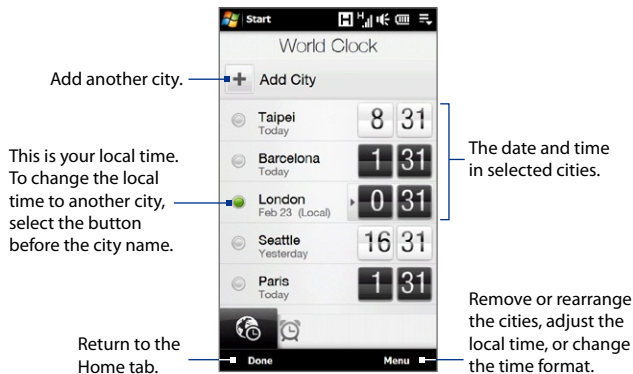 Start
H H
World Clock
Add another city.
Add City
Taipei
Today
8 31
Barcelona
Today
1 31
London
Feb 23 (Local)
0 31
Seattle
Yesterday
16 31
Paris
Today
1 31
Done
Menu
This is your local time.
To change the local
time to another city,
select the button
before the city name.
The date and time
in selected cities.
Return to the
Home tab.
Remove or rearrange
the cities, adjust the
local time, or change
the time format.